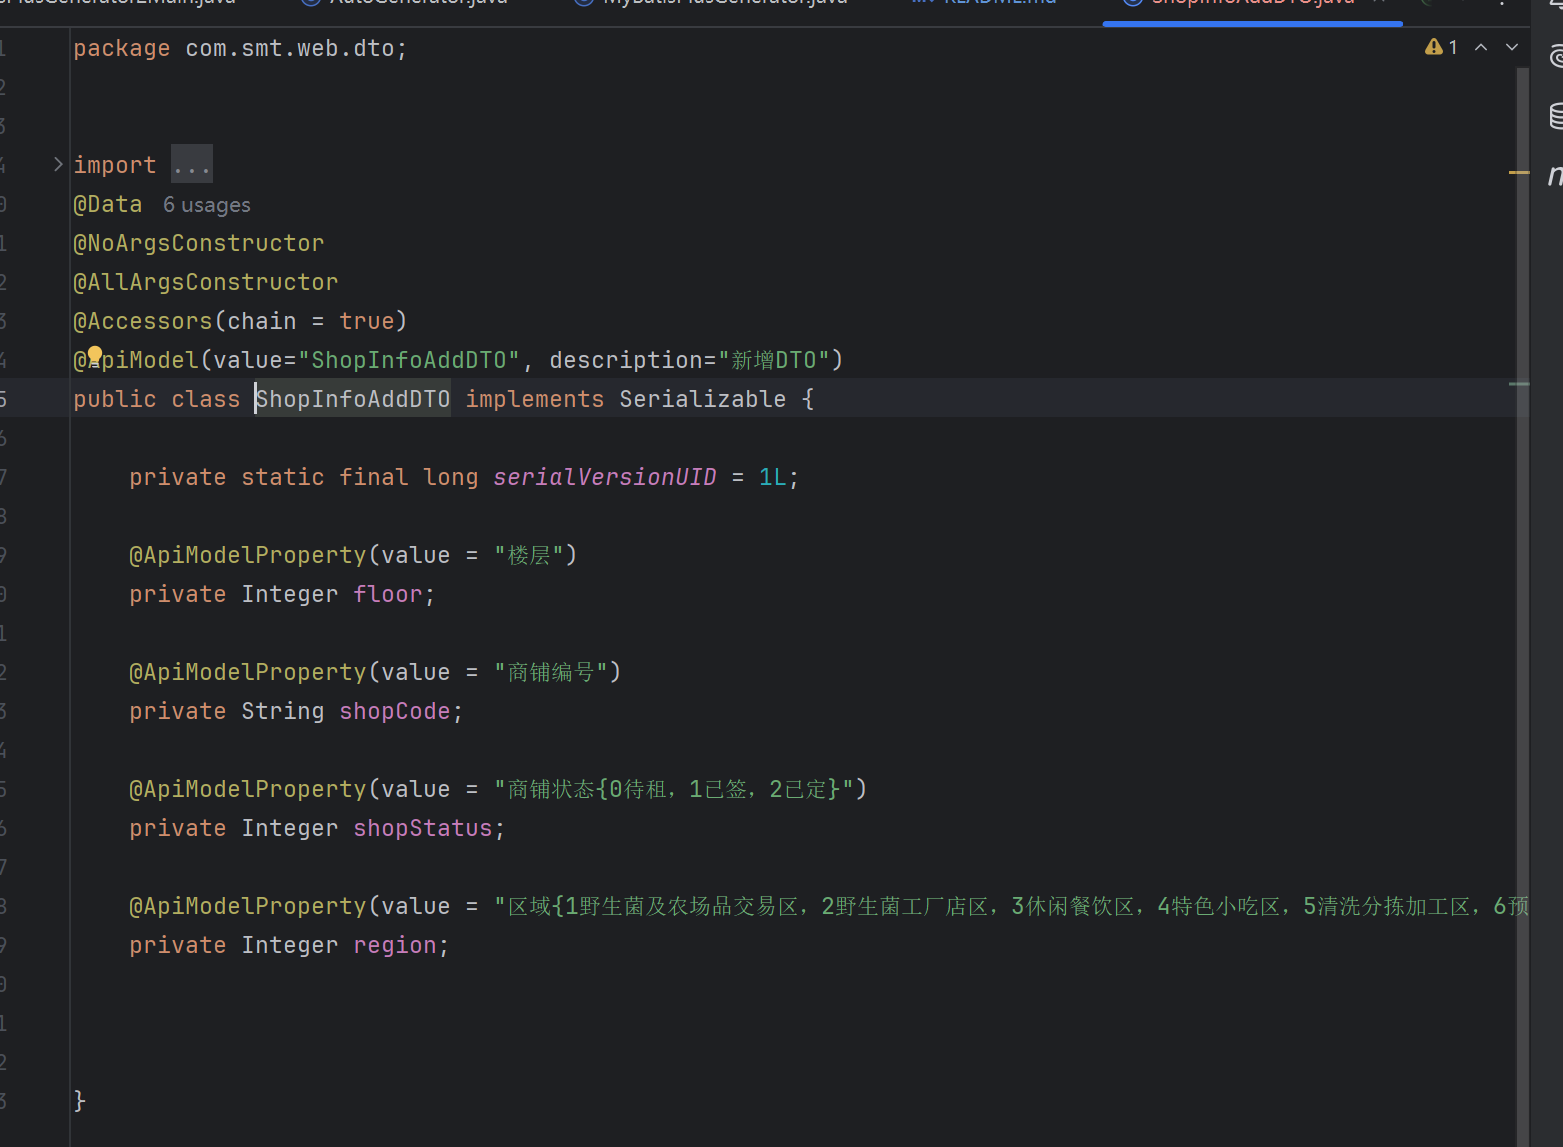 AutoGenerator.java
MyBatisPlusGenerator.java
README.md
ShopInfoAddDTO.java
package com.smt.web.dto;
1
import ...
@Data 6 usages
@NoArgsConstructor
@AllArgsConstructor
@Accessors(chain = true)
@ApiModel(value="ShopInfoAddDTO", description="新增DTO")
public class ShopInfoAddDTO implements Serializable {
private static final long serialVersionUID = 1L;
@ApiModelProperty(value = "楼层")
private Integer floor;
@ApiModelProperty(value = "商铺编号")
private String shopCode;
@ApiModelProperty(value = "商铺状态{0待租，1已签，2已定}")
private Integer shopStatus;
@ApiModelProperty(value = "区域{1野生菌及农场品交易区，2野生菌工厂店区，3休闲餐饮区，4特色小吃区，5清洗分拣加工区，6预
private Integer region;
}